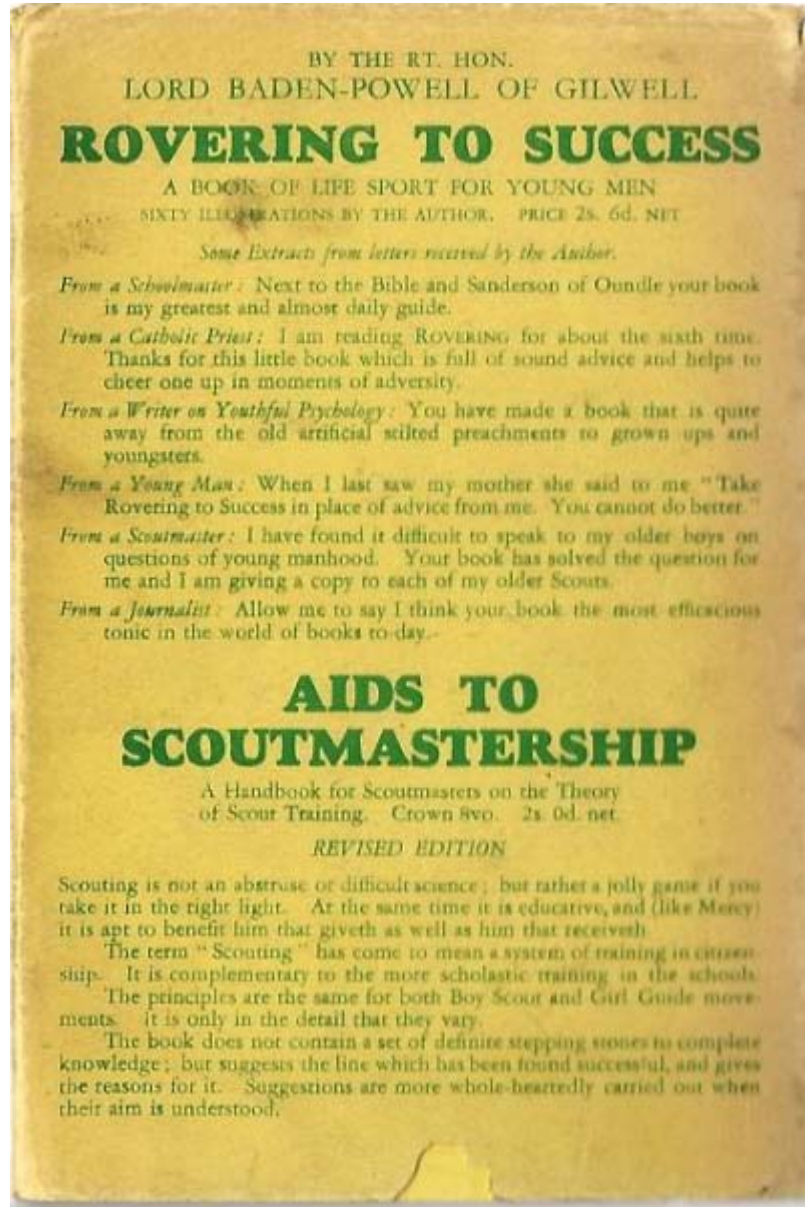 BY THE RT. HON.
LORD BADEN-POWELL OF GILWELL
ROVERING TO SUCCESS
A BOOK OF LIFE SPORT FOR YOUNG MEN
SIXTY ILLUSTRATIONS BY THE AUTHOR. PRICE 2s. 6d. NET
Some Extracts from letters received by the Author.
From a Schoolmaster: Next to the Bible and Sanderson of Oundle your book
is my greatest and almost daily guide.
From a Catholic Priest: I am reading ROVERING for about the sixth time.
Thanks for this little book which is full of sound advice and helps to
cheer one up in moments of adversity.
From a Writer on Youthful Psychology: You have made a book that is quite
away from the old artificial stilted preachments to grown ups and
youngsters.
From a Young Man: When I last saw my mother she said to me "Take
Rovering to Success in place of advice from me. You cannot do better."
From a Scoutmaster: I have found it difficult to speak to my older boys on
questions of young manhood. Your book has solved the question for
me and I am giving a copy to each of my older Scouts.
From a Journalist: Allow me to say I think your book the most efficacious
tonic in the world of books to-day.
AIDS TO
SCOUTMASTERSHIP
A Handbook for Scoutmasters on the Theory
of Scout Training. Crown 8vo. 2s. 0d. net.
REVISED EDITION
Scouting is not an abstruse or difficult science; but rather a jolly game if you
take it in the right light. At the same time it is educative, and (like Mercy)
it is apt to benefit him that giveth as well as him that receiveth.
The term "Scouting" has come to mean a system of training in citizen-
ship. It is complementary to the more scholastic training in the schools.
The principles are the same for both Boy Scout and Girl Guide move-
ments. It is only in the detail that they vary.
The book does not contain a set of definite stepping stones to complete
knowledge; but suggests the line which has been found successful, and gives
the reasons for it. Suggestions are more whole-heartedly carried out when
their aim is understood.